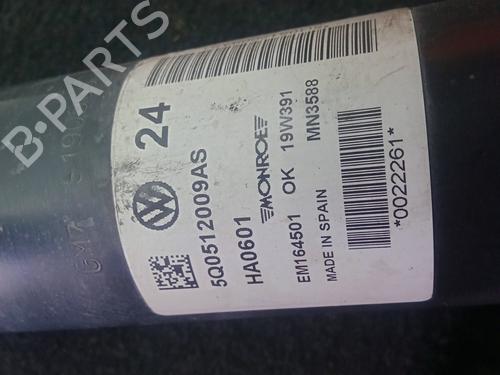 B-PARTS
24
5Q0512009AS
HA0601
MONROE
EM164501 OK 19W391
MADE IN SPAIN MN3588
*0022261*